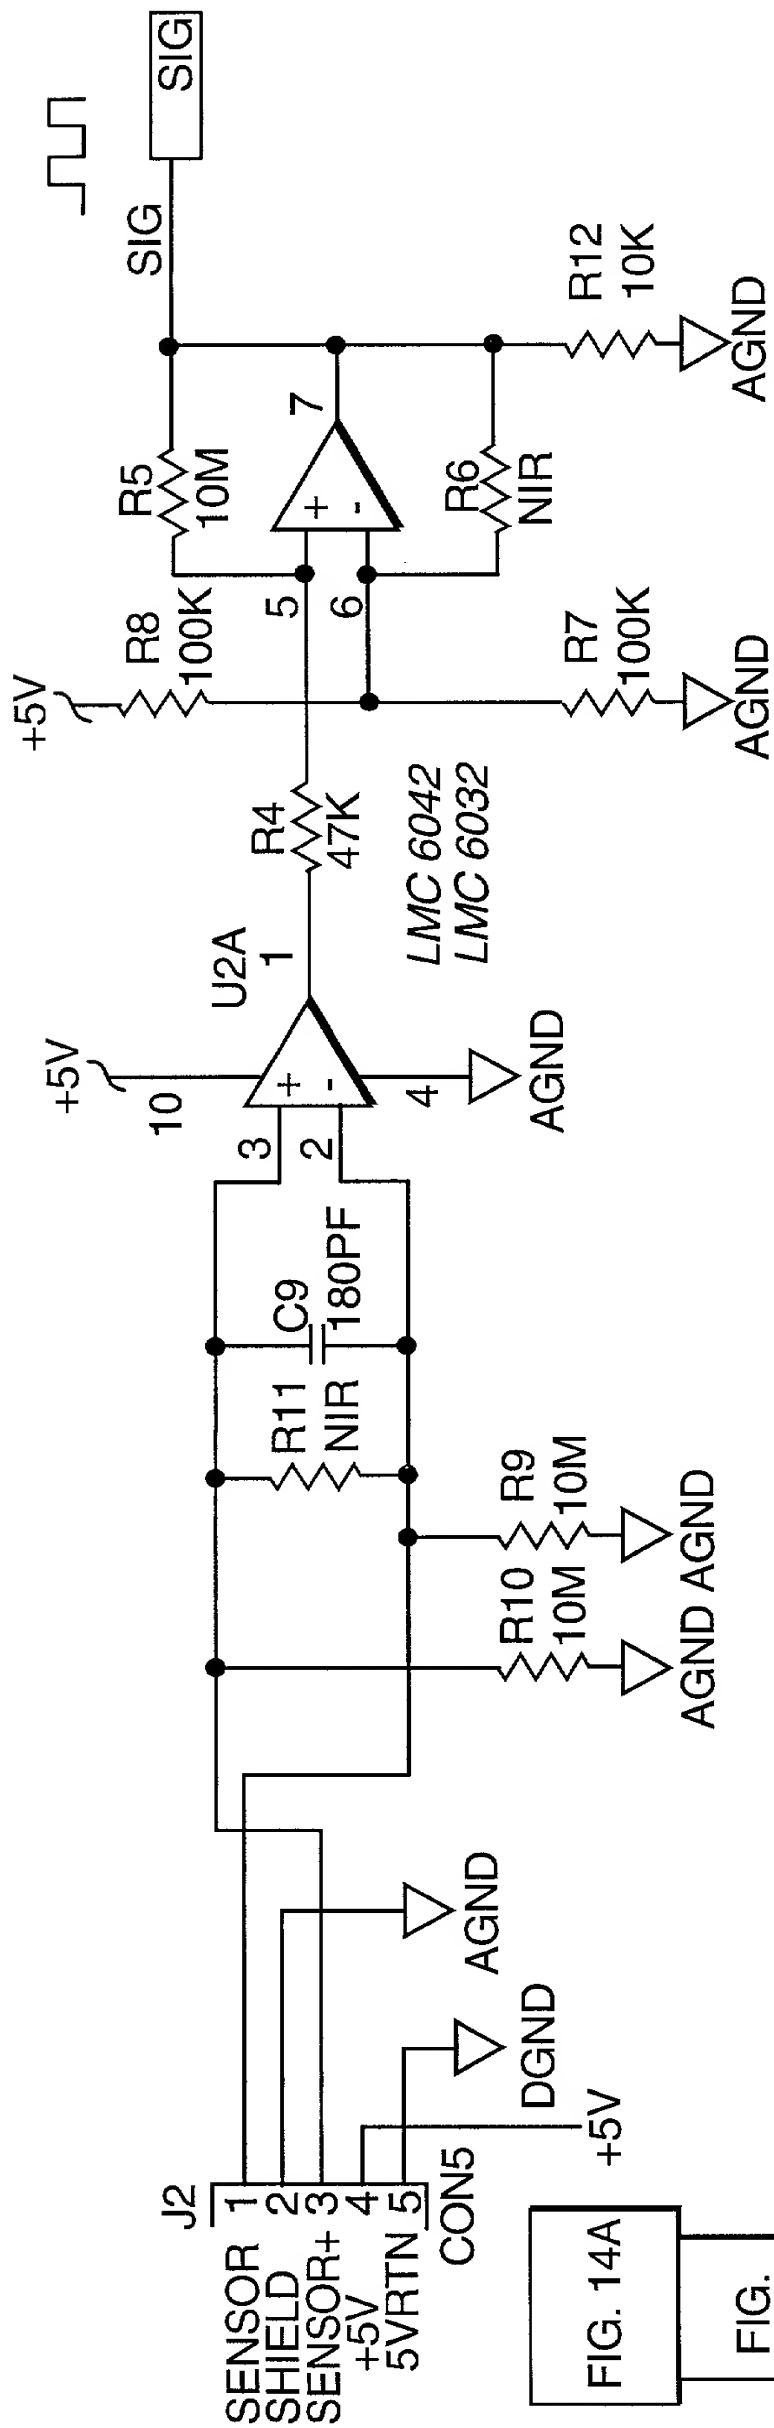 J2
SENSOR 1
SHIELD 2
SENSOR+ 3
+5V 4
5VRTN 5
CON5
+5V
DGND
AGND
R10
10M
AGND
R9
10M
AGND
R11
NIR
C9
180PF
3
2
+5V
10
+
-
4
AGND
U2A
1
R4
47K
LMC 6042
LMC 6032
+5V
R8
100K
5
6
R7
100K
AGND
R5
10M
+
-
7
R6
NIR
R12
10K
AGND
SIG
SIG
FIG. 14A
FIG.